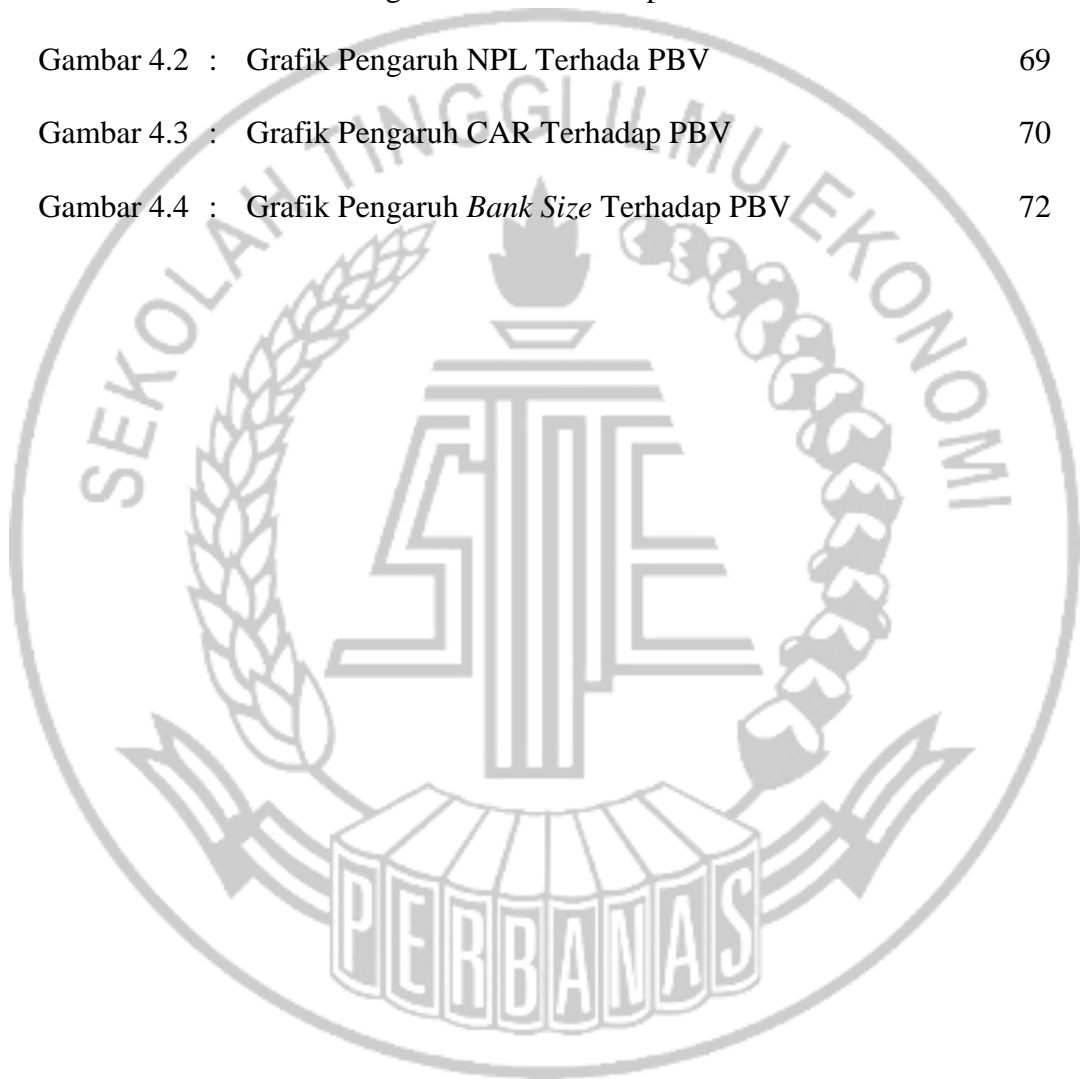 Gambar 4.2 : Grafik Pengaruh NPL Terhada PBV 69
Gambar 4.3 : Grafik Pengaruh CAR Terhadap PBV 70
Gambar 4.4 : Grafik Pengaruh Bank Size Terhadap PBV 72
SEKOLAH TINGGI ILMU EKONOMI
STIE
PERBANAS